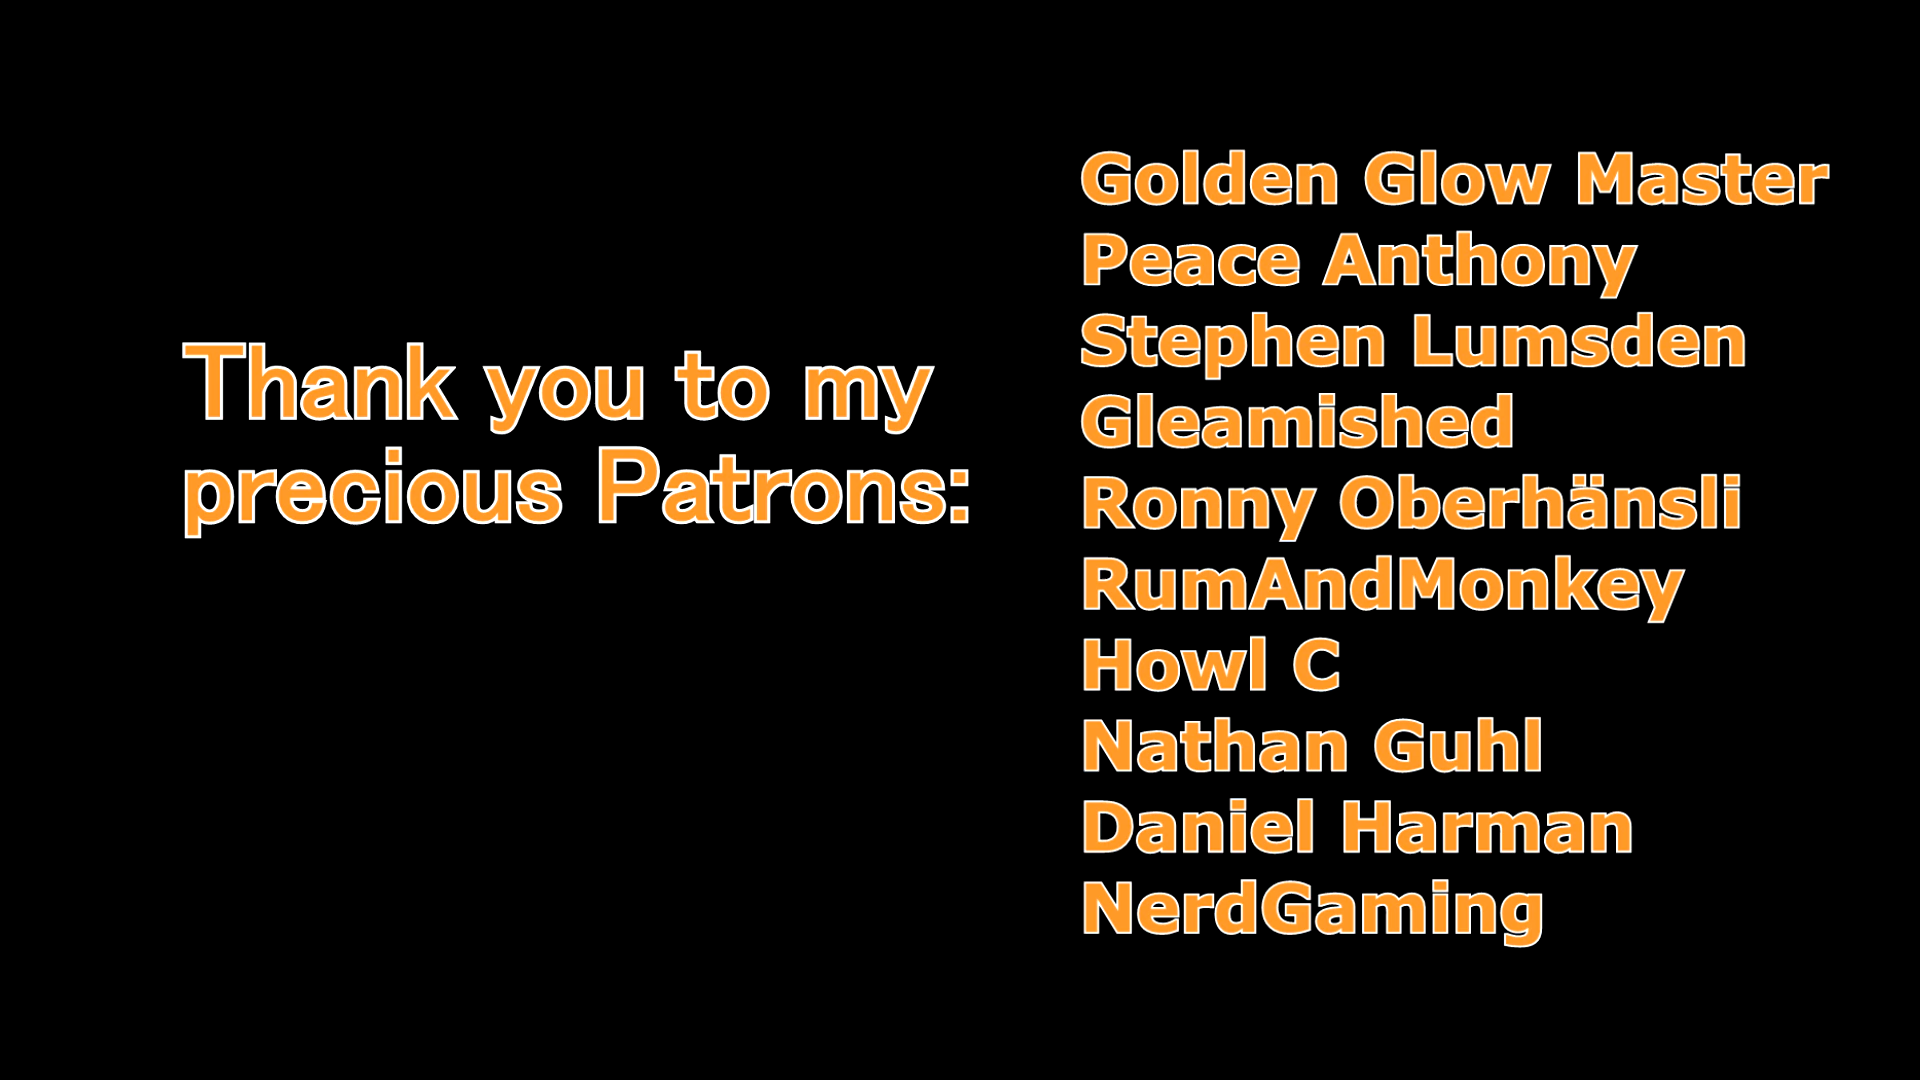 Thank you to my
precious Patrons:
Golden Glow Master
Peace Anthony
Stephen Lumsden
Gleamished
Ronny Oberhänsli
RumAndMonkey
Howl C
Nathan Guhl
Daniel Harman
NerdGaming